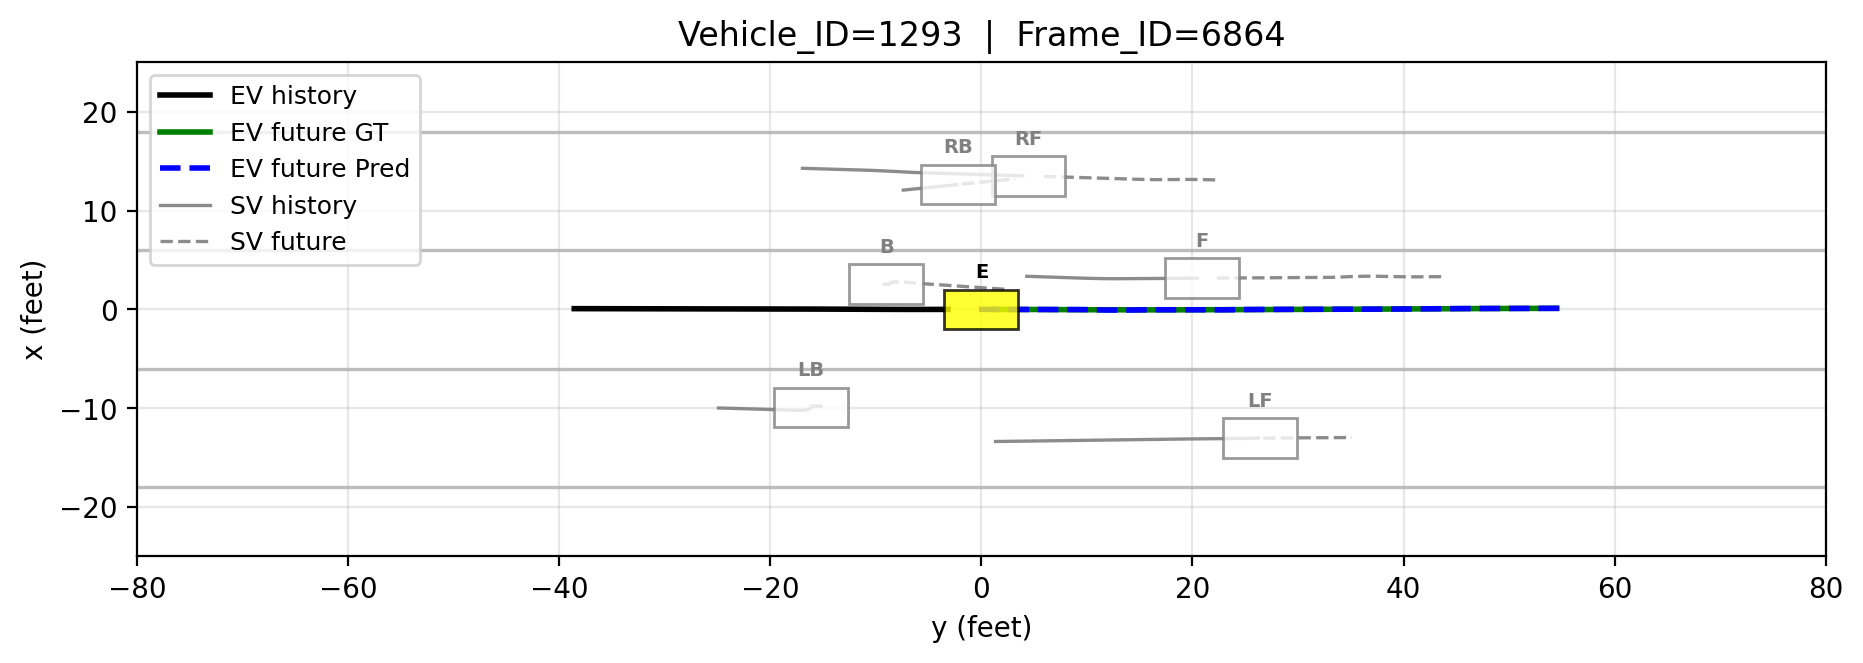 Vehicle_ID=1293 | Frame_ID=6864
EV history
EV future GT
EV future Pred
SV history
SV future
RB
RF
B
F
E
LB
LF
20
10
0
−10
−20
x (feet)
−80
−60
−40
−20
0
20
40
60
80
y (feet)